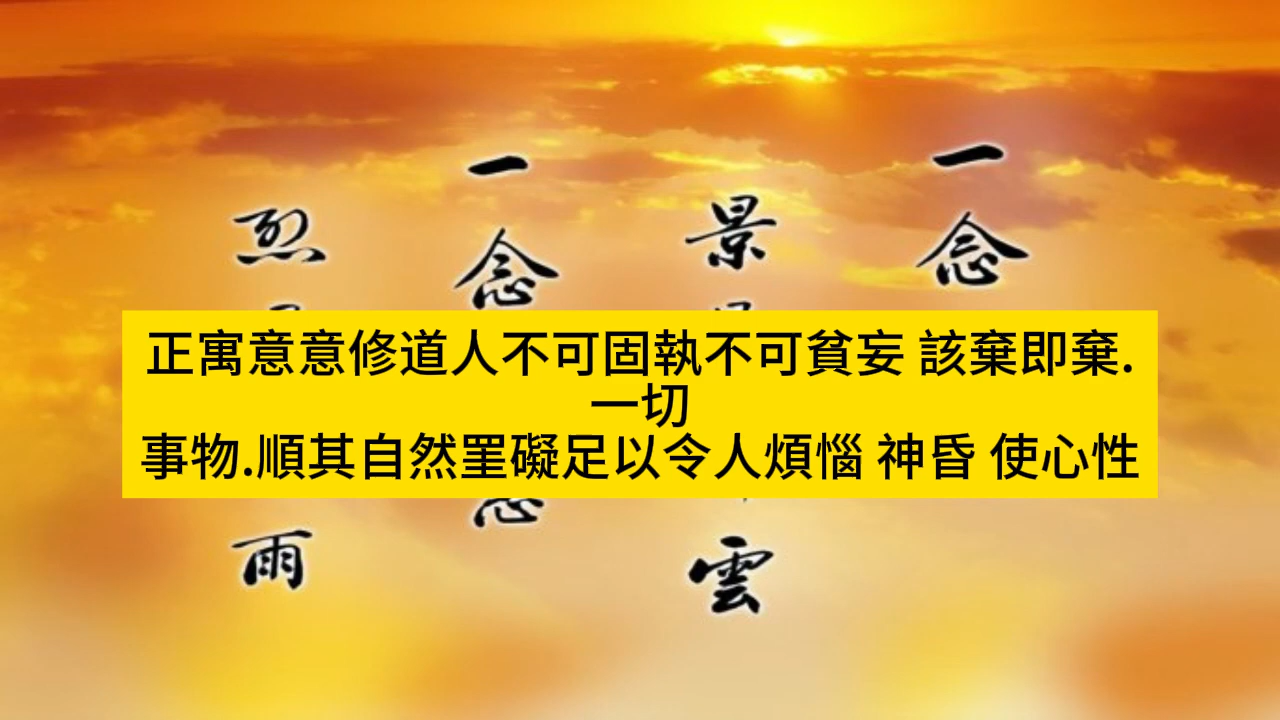 一念
景雲
一念
烈雨
正寓意意修道人不可固執不可貧妄 該棄即棄.
一切
事物.順其自然罣礙足以令人煩惱 神昏 使心性